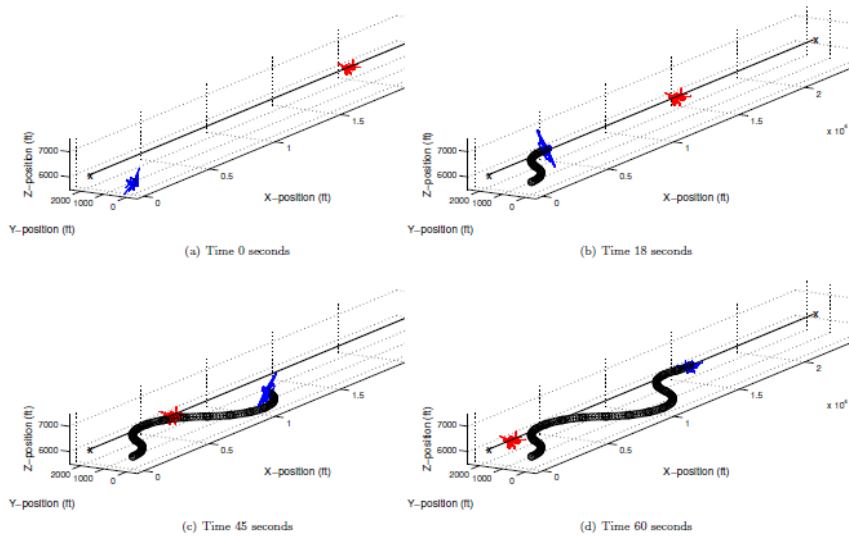 Z-position (ft)
7000
6000
2000
1000
0
0
0.5
1
1.5
X-position (ft)
Y-position (ft)
(a) Time 0 seconds
Z-position (ft)
7000
6000
2000
1000
0
0
0.5
1
1.5
2
x 10
X-position (ft)
Y-position (ft)
(b) Time 18 seconds
Z-position (ft)
7000
6000
2000
1000
0
0
0.5
1
1.5
X-position (ft)
Y-position (ft)
(c) Time 45 seconds
Z-position (ft)
7000
6000
2000
1000
0
0
0.5
1
1.5
2
x 10
X-position (ft)
Y-position (ft)
(d) Time 60 seconds